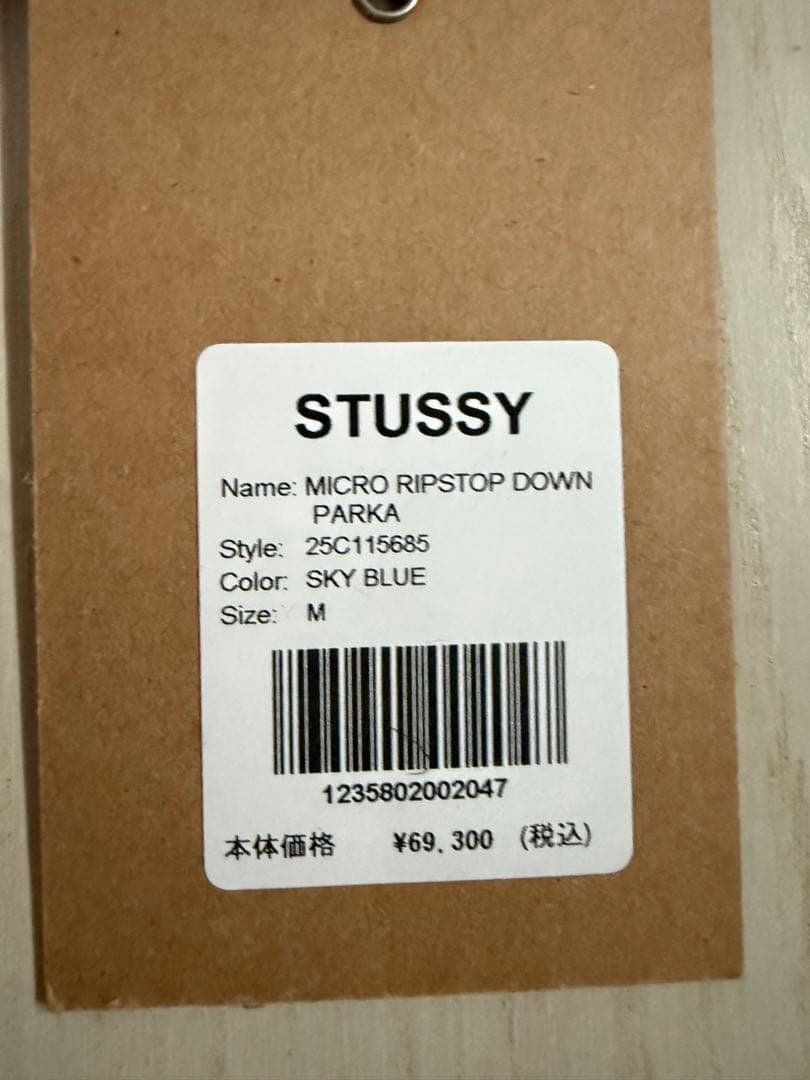 STUSSY
Name: MICRO RIPSTOP DOWN
PARKA
Style: 25C115685
Color: SKY BLUE
Size: M
1235802002047
本体価格 ¥69,300 (税込)